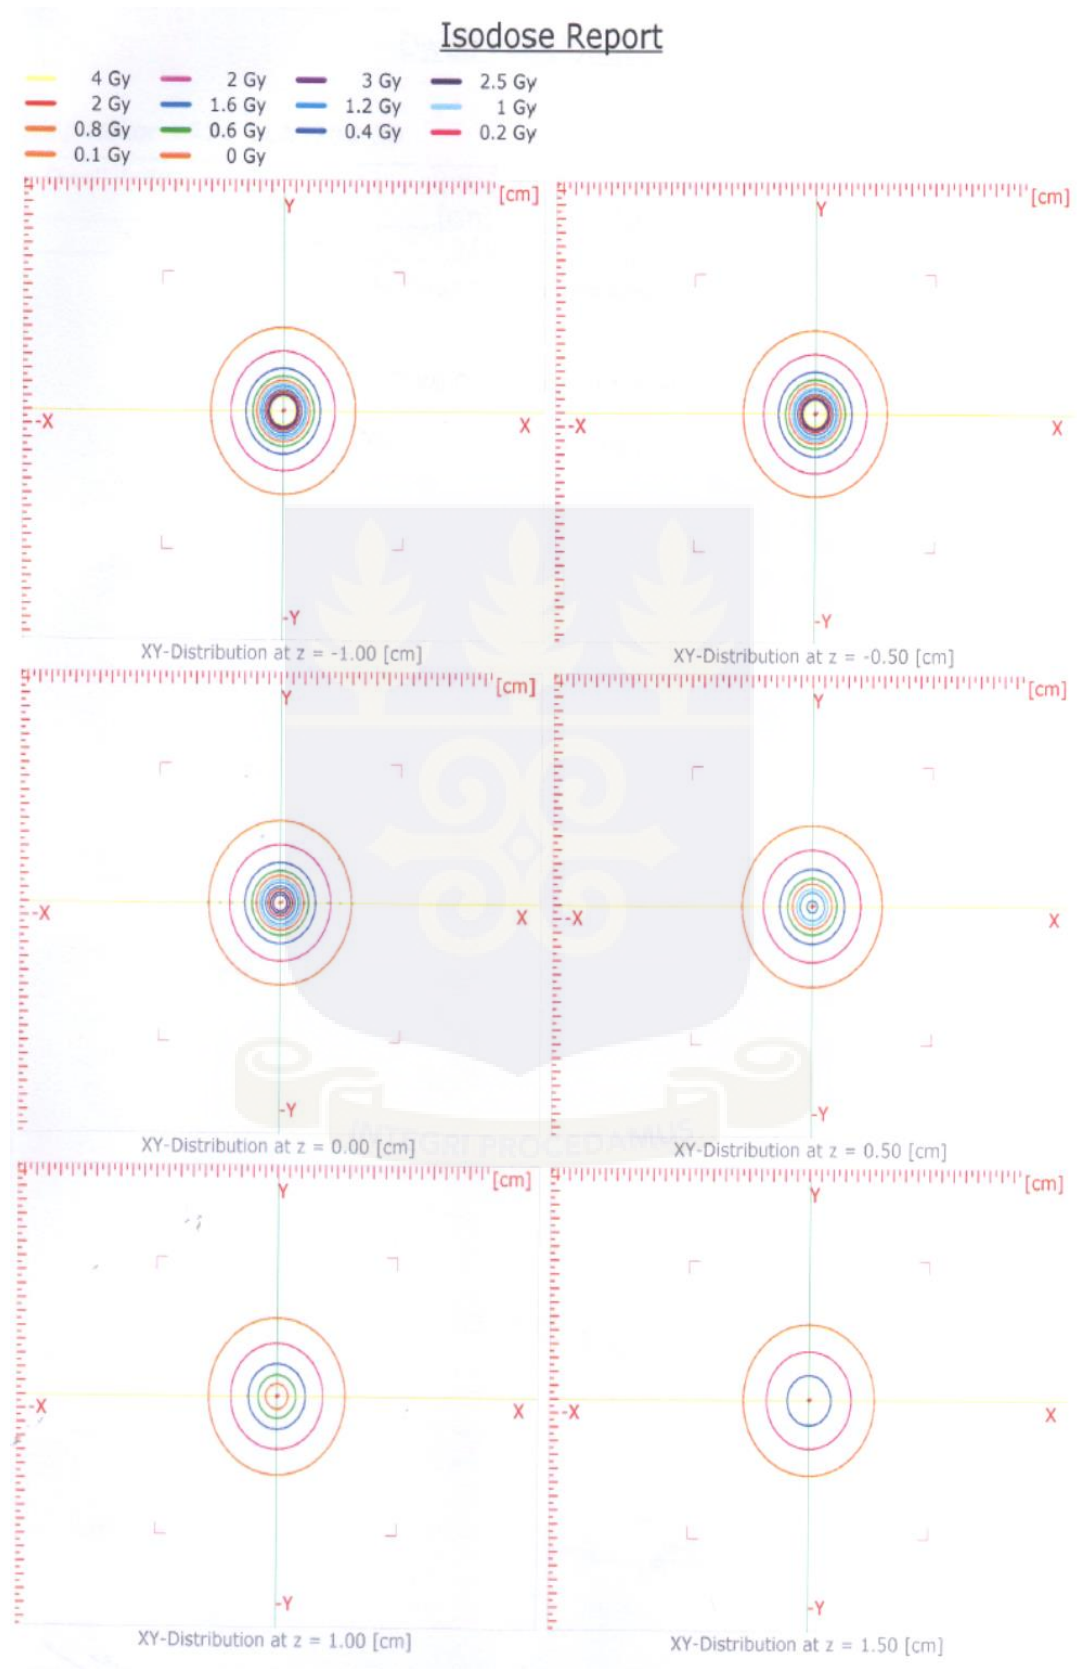 Isodose Report
4 Gy 2 Gy 3 Gy 2.5 Gy
2 Gy 1.6 Gy 1.2 Gy 1 Gy
0.8 Gy 0.6 Gy 0.4 Gy 0.2 Gy
0.1 Gy 0 Gy
[cm] [cm]
Y Y
-X X -X X
-Y -Y
XY-Distribution at z = -1.00 [cm] XY-Distribution at z = -0.50 [cm]
[cm] [cm]
Y Y
-X X -X X
-Y -Y
INTEGRI PROCEDAMUS
XY-Distribution at z = 0.00 [cm] XY-Distribution at z = 0.50 [cm]
[cm] [cm]
Y Y
-X X -X X
-Y -Y
XY-Distribution at z = 1.00 [cm] XY-Distribution at z = 1.50 [cm]